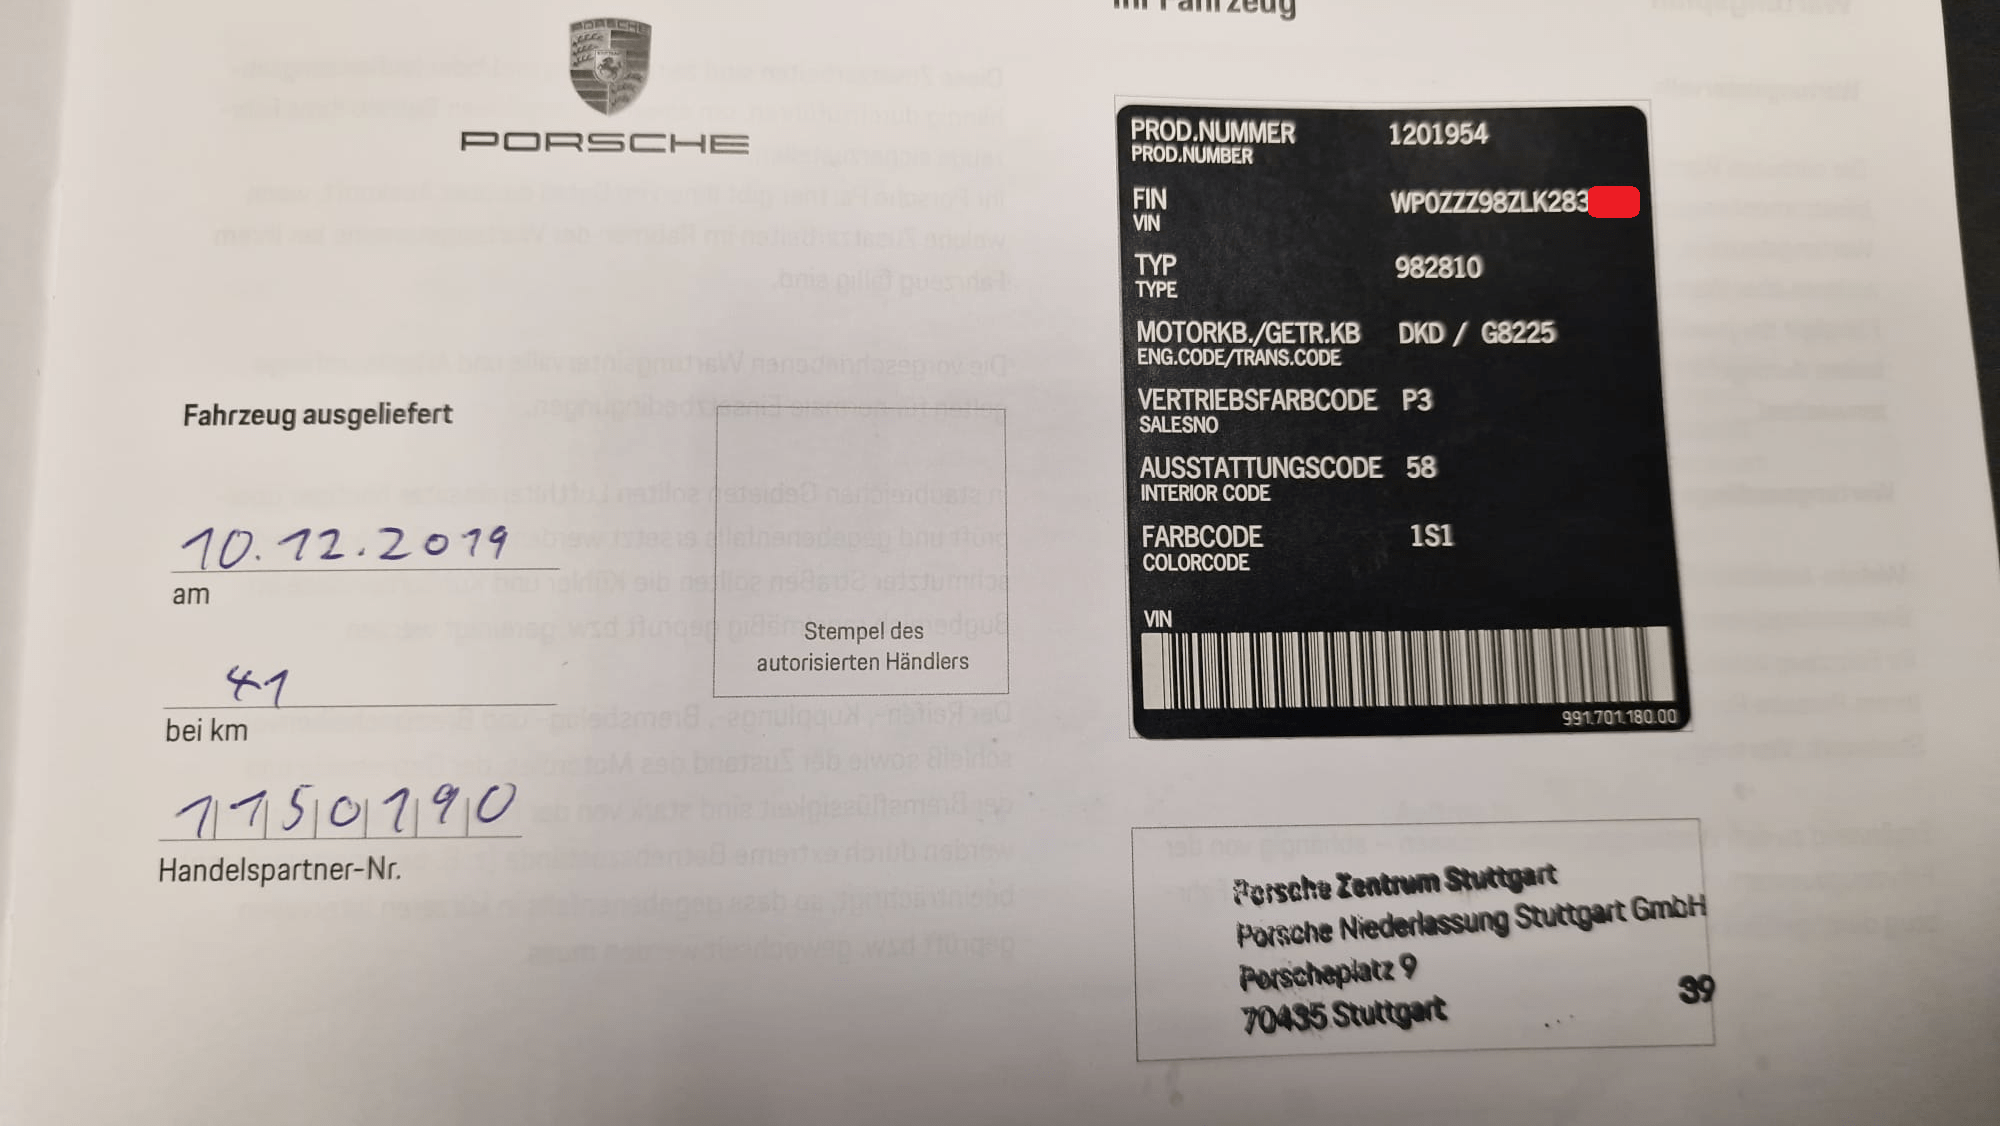 PORSCHE
Fahrzeug ausgeliefert
10.12.2019
am
41
bei km
1150190
Handelspartner-Nr.
Stempel des
autorisierten Händlers
Ihr Fahrzeug
PROD.NUMMER 1201954
PROD.NUMBER
FIN WP0ZZZ98ZLK283
VIN
TYP 982810
TYPE
MOTORKB./GETR.KB DKD / G8225
ENG.CODE/TRANS.CODE
VERTRIEBSFARBCODE P3
SALESNO
AUSSTATTUNGSCODE 58
INTERIOR CODE
FARBCODE 1S1
COLORCODE
VIN
991.701.180.00
Porsche Zentrum Stuttgart
Porsche Niederlassung Stuttgart GmbH
Porscheplatz 9
70435 Stuttgart 39